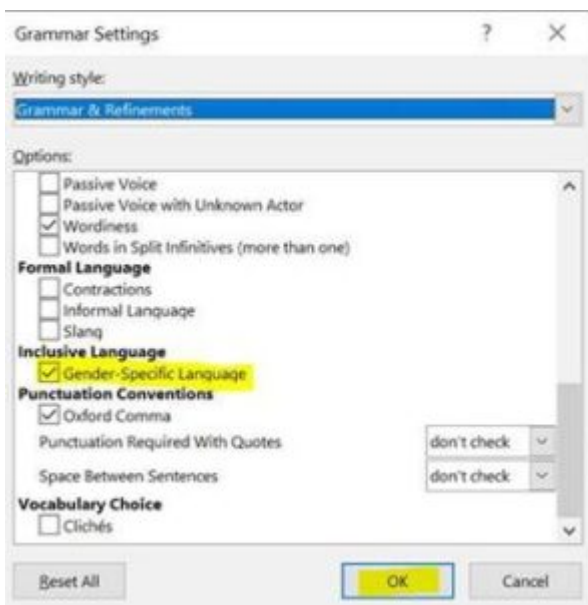 Grammar Settings ?
Writing style:
Grammar & Refinements
Options:
Passive Voice
Passive Voice with Unknown Actor
Wordiness
Words in Split Infinitives (more than one)
Formal Language
Contractions
Informal Language
Slang
Inclusive Language
Gender-Specific Language
Punctuation Conventions
Oxford Comma
Punctuation Required With Quotes don't check
Space Between Sentences don't check
Vocabulary Choice
Clichés
Reset All OK Cancel